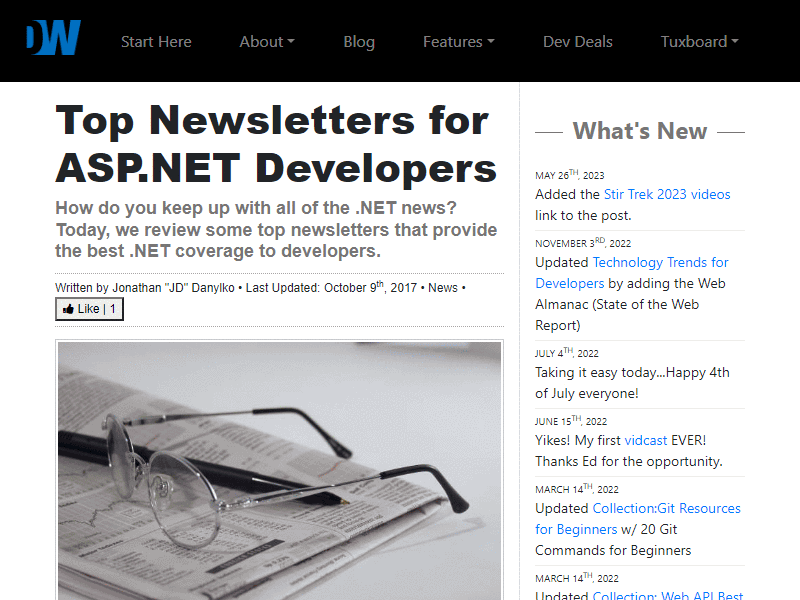 DW
Start Here
About
Blog
Features
Dev Deals
Tuxboard
Top Newsletters for
ASP.NET Developers
How do you keep up with all of the .NET news?
Today, we review some top newsletters that provide
the best .NET coverage to developers.
Written by Jonathan "JD" Danylko • Last Updated: October 9th, 2017 • News •
Like | 1
What's New
MAY 26TH, 2023
Added the Stir Trek 2023 videos
link to the post.
NOVEMBER 3RD, 2022
Updated Technology Trends for
Developers by adding the Web
Almanac (State of the Web
Report)
JULY 4TH, 2022
Taking it easy today...Happy 4th
of July everyone!
JUNE 15TH, 2022
Yikes! My first vidcast EVER!
Thanks Ed for the opportunity.
MARCH 14TH, 2022
Updated Collection:Git Resources
for Beginners w/ 20 Git
Commands for Beginners
MARCH 14TH, 2022
Updated Collection: Web API Best